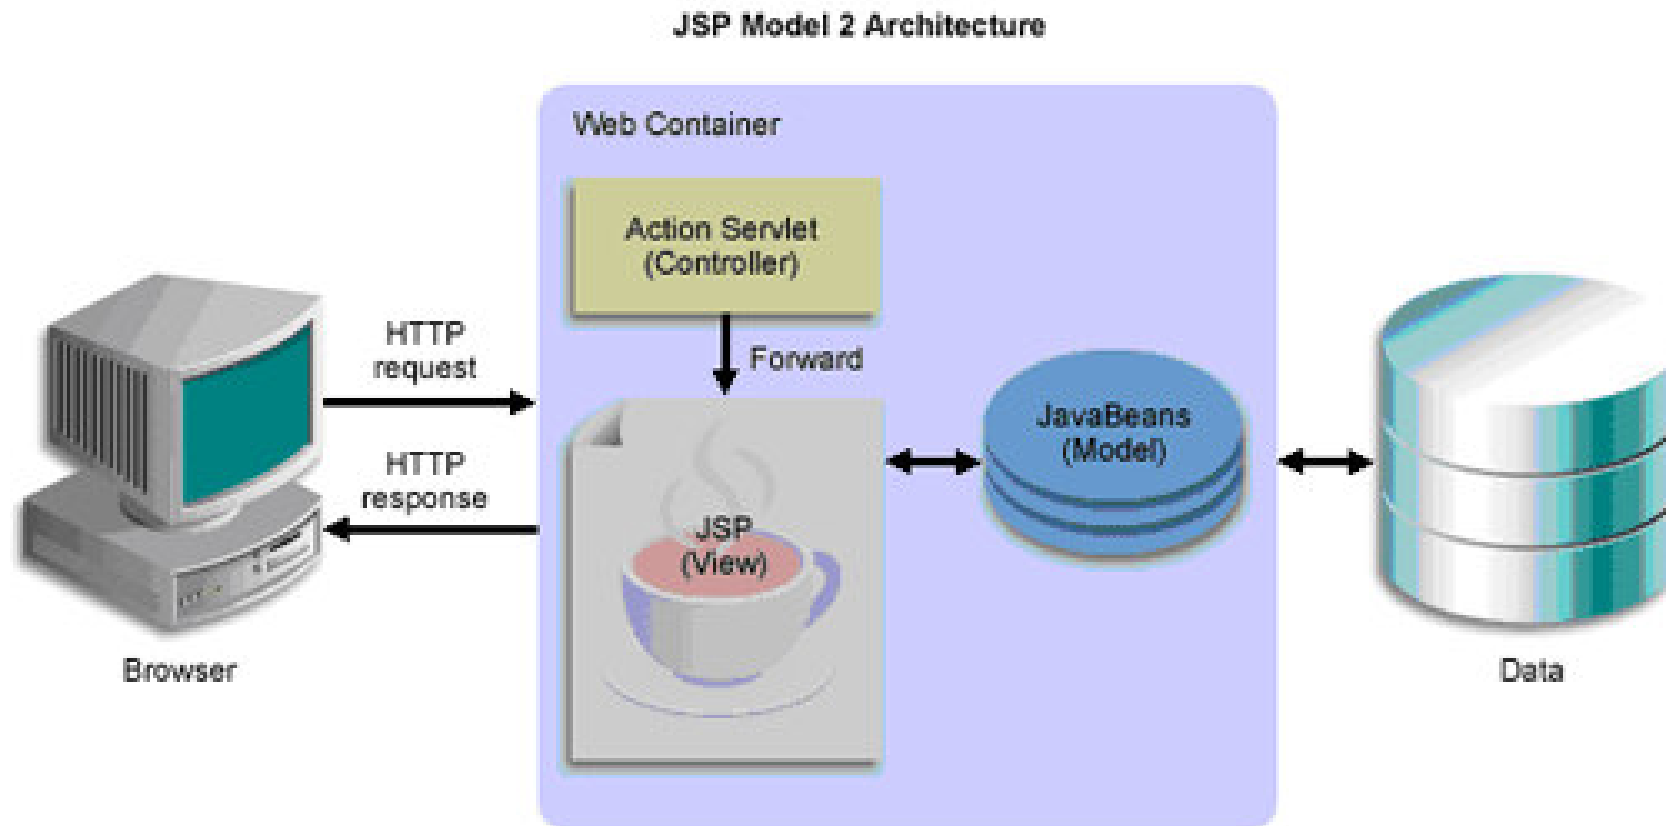 JSP Model 2 Architecture
Web Container
Action Servlet
(Controller)
HTTP
request
Forward
JavaBeans
(Model)
HTTP
response
JSP
(View)
Browser
Data